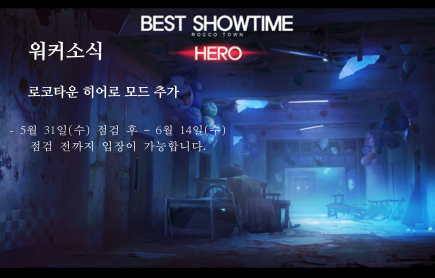 BEST SHOWTIME
ROCCO TOWN
HERO
워커소식
로코타운 히어로 모드 추가
- 5월 31일(수) 점검 후 ~ 6월 14일(수)
점검 전까지 입장이 가능합니다.